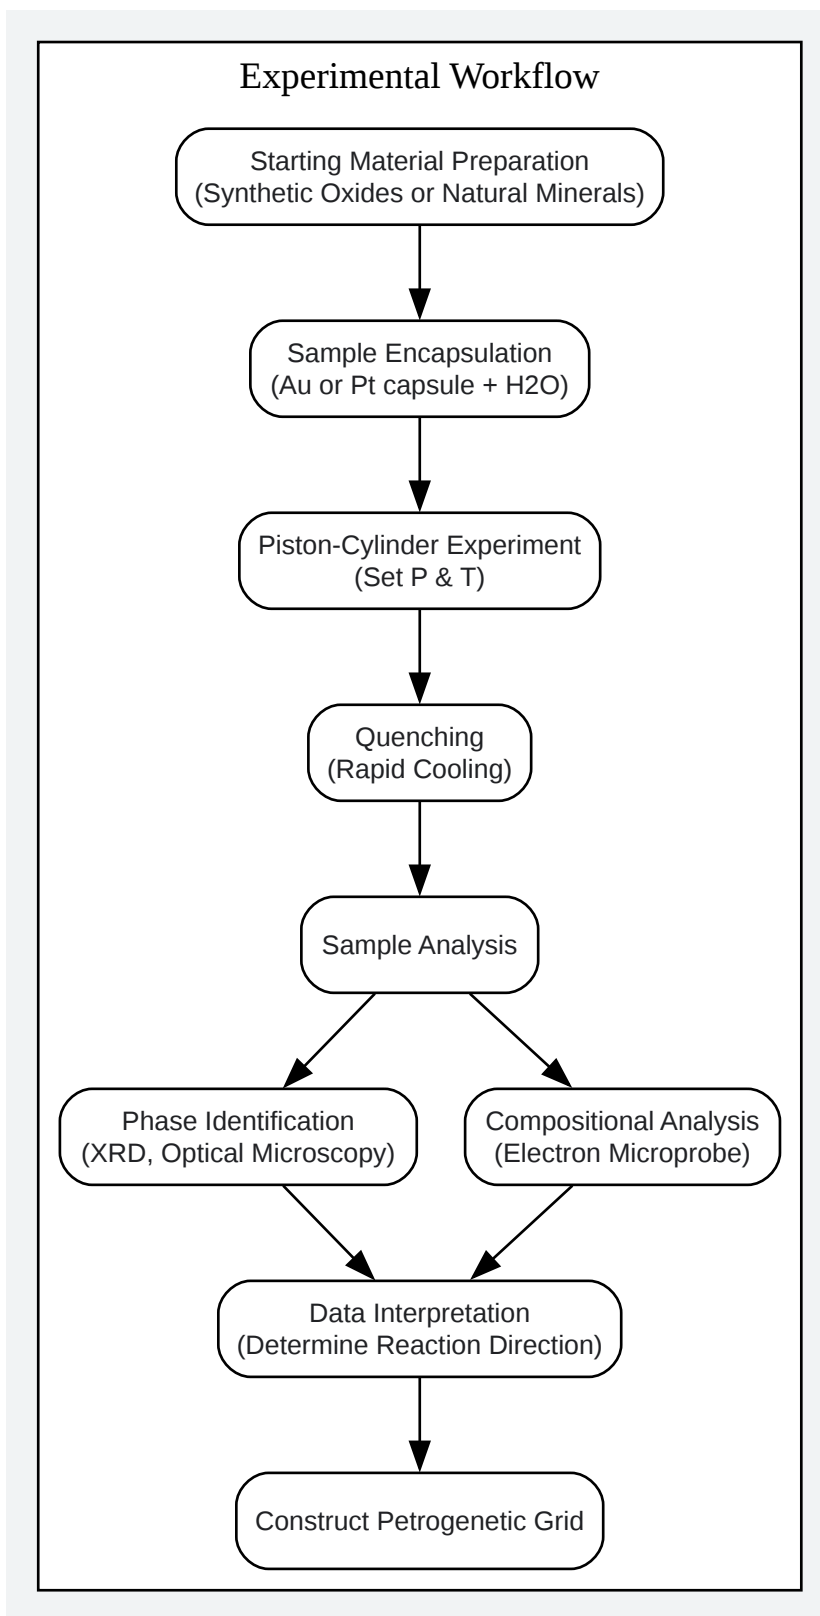 Experimental Workflow
Starting Material Preparation
(Synthetic Oxides or Natural Minerals)
Sample Encapsulation
(Au or Pt capsule + H2O)
Piston-Cylinder Experiment
(Set P & T)
Quenching
(Rapid Cooling)
Sample Analysis
Phase Identification
(XRD, Optical Microscopy)
Compositional Analysis
(Electron Microprobe)
Data Interpretation
(Determine Reaction Direction)
Construct Petrogenetic Grid